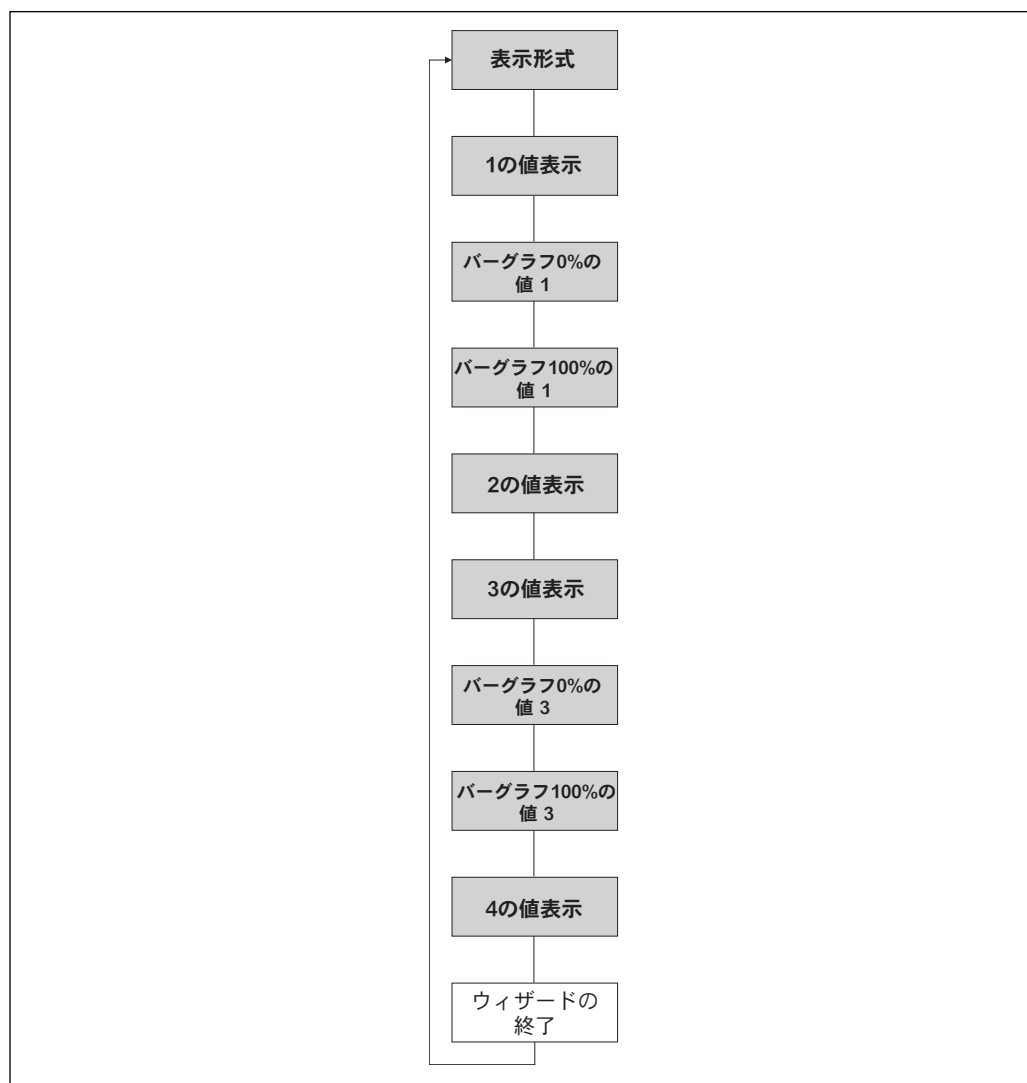 表示形式
1の値表示
バーグラフ0%の
値 1
バーグラフ100%の
値 1
2の値表示
3の値表示
バーグラフ0%の
値 3
バーグラフ100%の
値 3
4の値表示
ウィザードの
終了